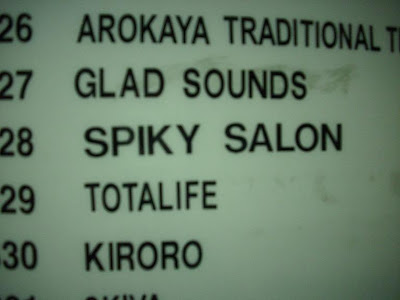 26 AROKAYA TRADITIONAL
27 GLAD SOUNDS
28 SPIKY SALON
29 TOTALIFE
30 KIRORO